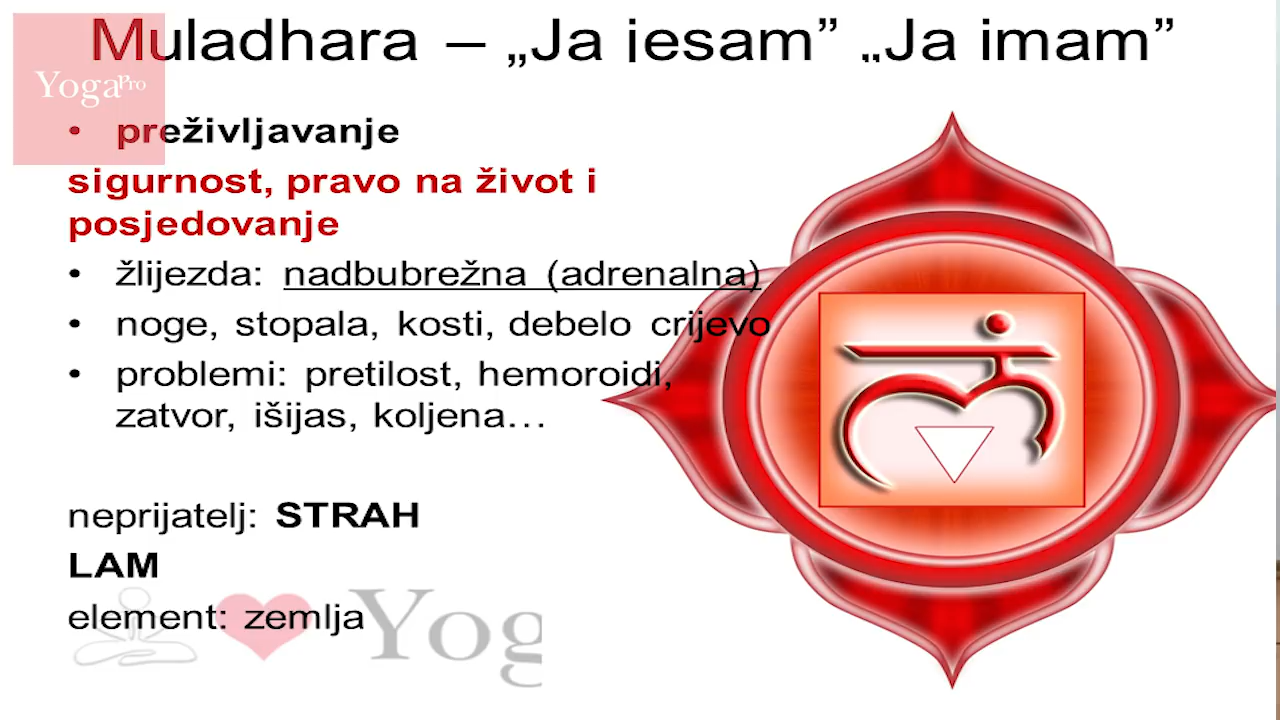 Muladhara – „Ja jesam” „Ja imam”
Yoga Pro
• preživljavanje
sigurnost, pravo na život i
posjedovanje
• žlijezda: nadbubrežna (adrenalna)
• noge, stopala, kosti, debelo crijevo
• problemi: pretilost, hemoroidi,
zatvor, išijas, koljena…
neprijatelj: STRAH
LAM
element: zemlja
Yog